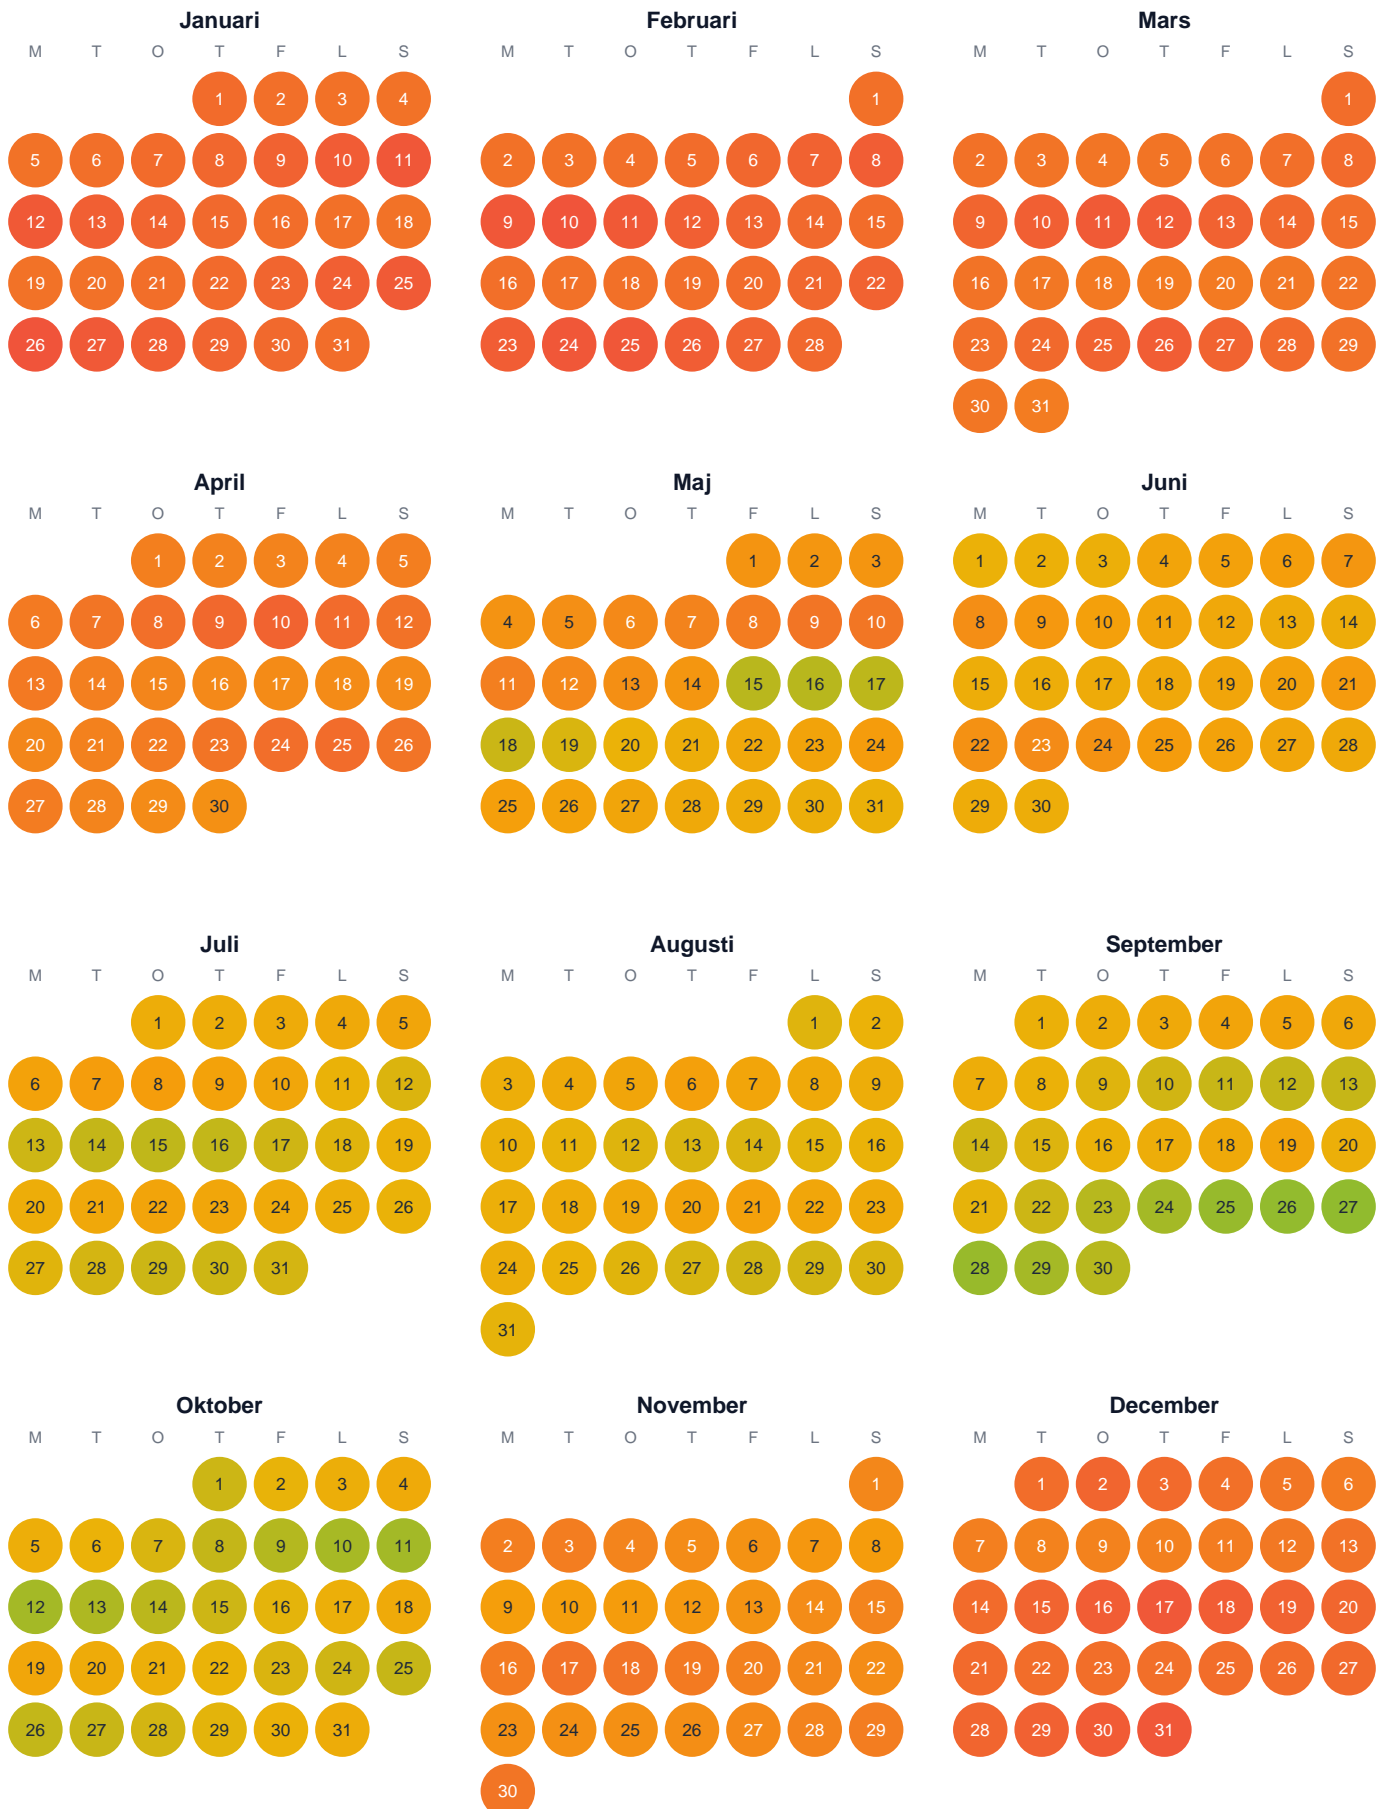 Januari Februari Mars
M T O T F L S M T O T F L S M T O T F L S
1 2 3 4 1 1
5 6 7 8 9 10 11 2 3 4 5 6 7 8 2 3 4 5 6 7 8
12 13 14 15 16 17 18 9 10 11 12 13 14 15 9 10 11 12 13 14 15
19 20 21 22 23 24 25 16 17 18 19 20 21 22 16 17 18 19 20 21 22
26 27 28 29 30 31 23 24 25 26 27 28 23 24 25 26 27 28 29
30 31
April Maj Juni
M T O T F L S M T O T F L S M T O T F L S
1 2 3 4 5 1 2 3 1 2 3 4 5 6 7
6 7 8 9 10 11 12 4 5 6 7 8 9 10 8 9 10 11 12 13 14
13 14 15 16 17 18 19 11 12 13 14 15 16 17 15 16 17 18 19 20 21
20 21 22 23 24 25 26 18 19 20 21 22 23 24 22 23 24 25 26 27 28
27 28 29 30 25 26 27 28 29 30 31 29 30
Juli Augusti September
M T O T F L S M T O T F L S M T O T F L S
1 2 3 4 5 1 2 1 2 3 4 5 6
6 7 8 9 10 11 12 3 4 5 6 7 8 9 7 8 9 10 11 12 13
13 14 15 16 17 18 19 10 11 12 13 14 15 16 14 15 16 17 18 19 20
20 21 22 23 24 25 26 17 18 19 20 21 22 23 21 22 23 24 25 26 27
27 28 29 30 31 24 25 26 27 28 29 30 28 29 30
31
Oktober November December
M T O T F L S M T O T F L S M T O T F L S
1 2 3 4 1 1 2 3 4 5 6
5 6 7 8 9 10 11 2 3 4 5 6 7 8 7 8 9 10 11 12 13
12 13 14 15 16 17 18 9 10 11 12 13 14 15 14 15 16 17 18 19 20
19 20 21 22 23 24 25 16 17 18 19 20 21 22 21 22 23 24 25 26 27
26 27 28 29 30 31 23 24 25 26 27 28 29 28 29 30 31
30